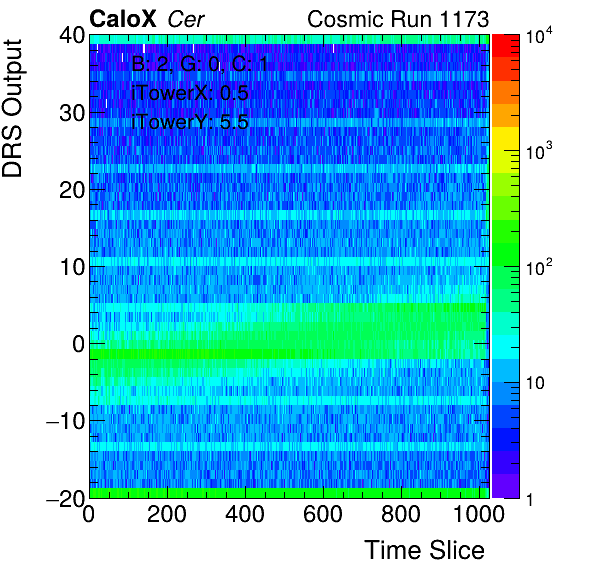 CaloX Cer Cosmic Run 1173
DRS Output
B: 2, G: 0, C: 1
iTowerX: 0.5
iTowerY: 5.5
40
30
20
10
0
−10
−20
0 200 400 600 800 1000
Time Slice
10⁴
10³
10²
10
1